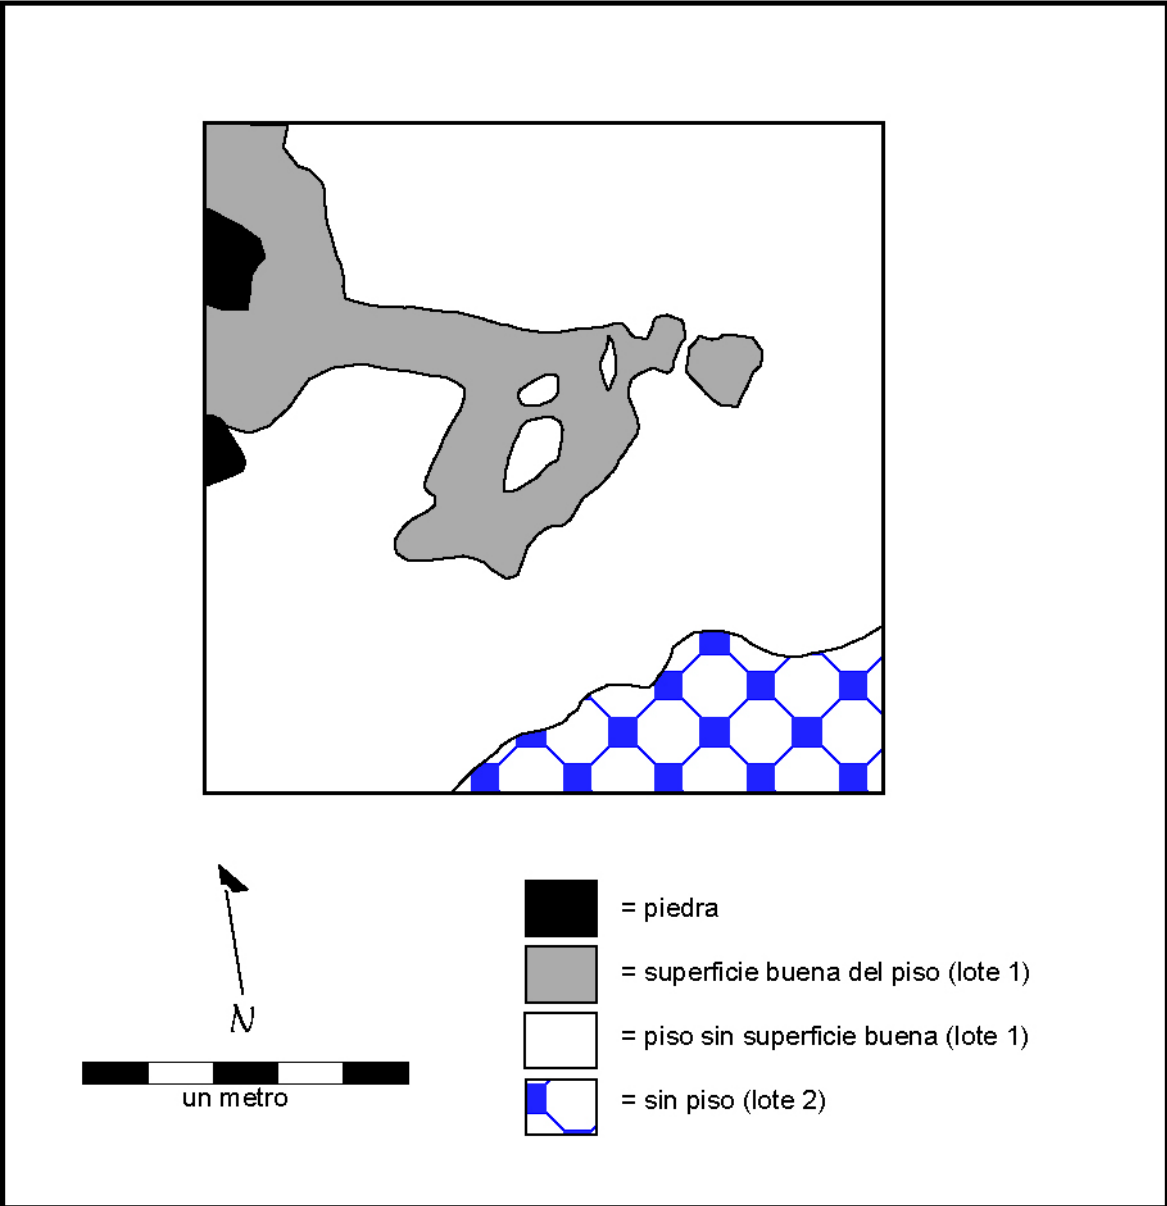 = piedra
= superficie buena del piso (lote 1)
= piso sin superficie buena (lote 1)
= sin piso (lote 2)
N
un metro